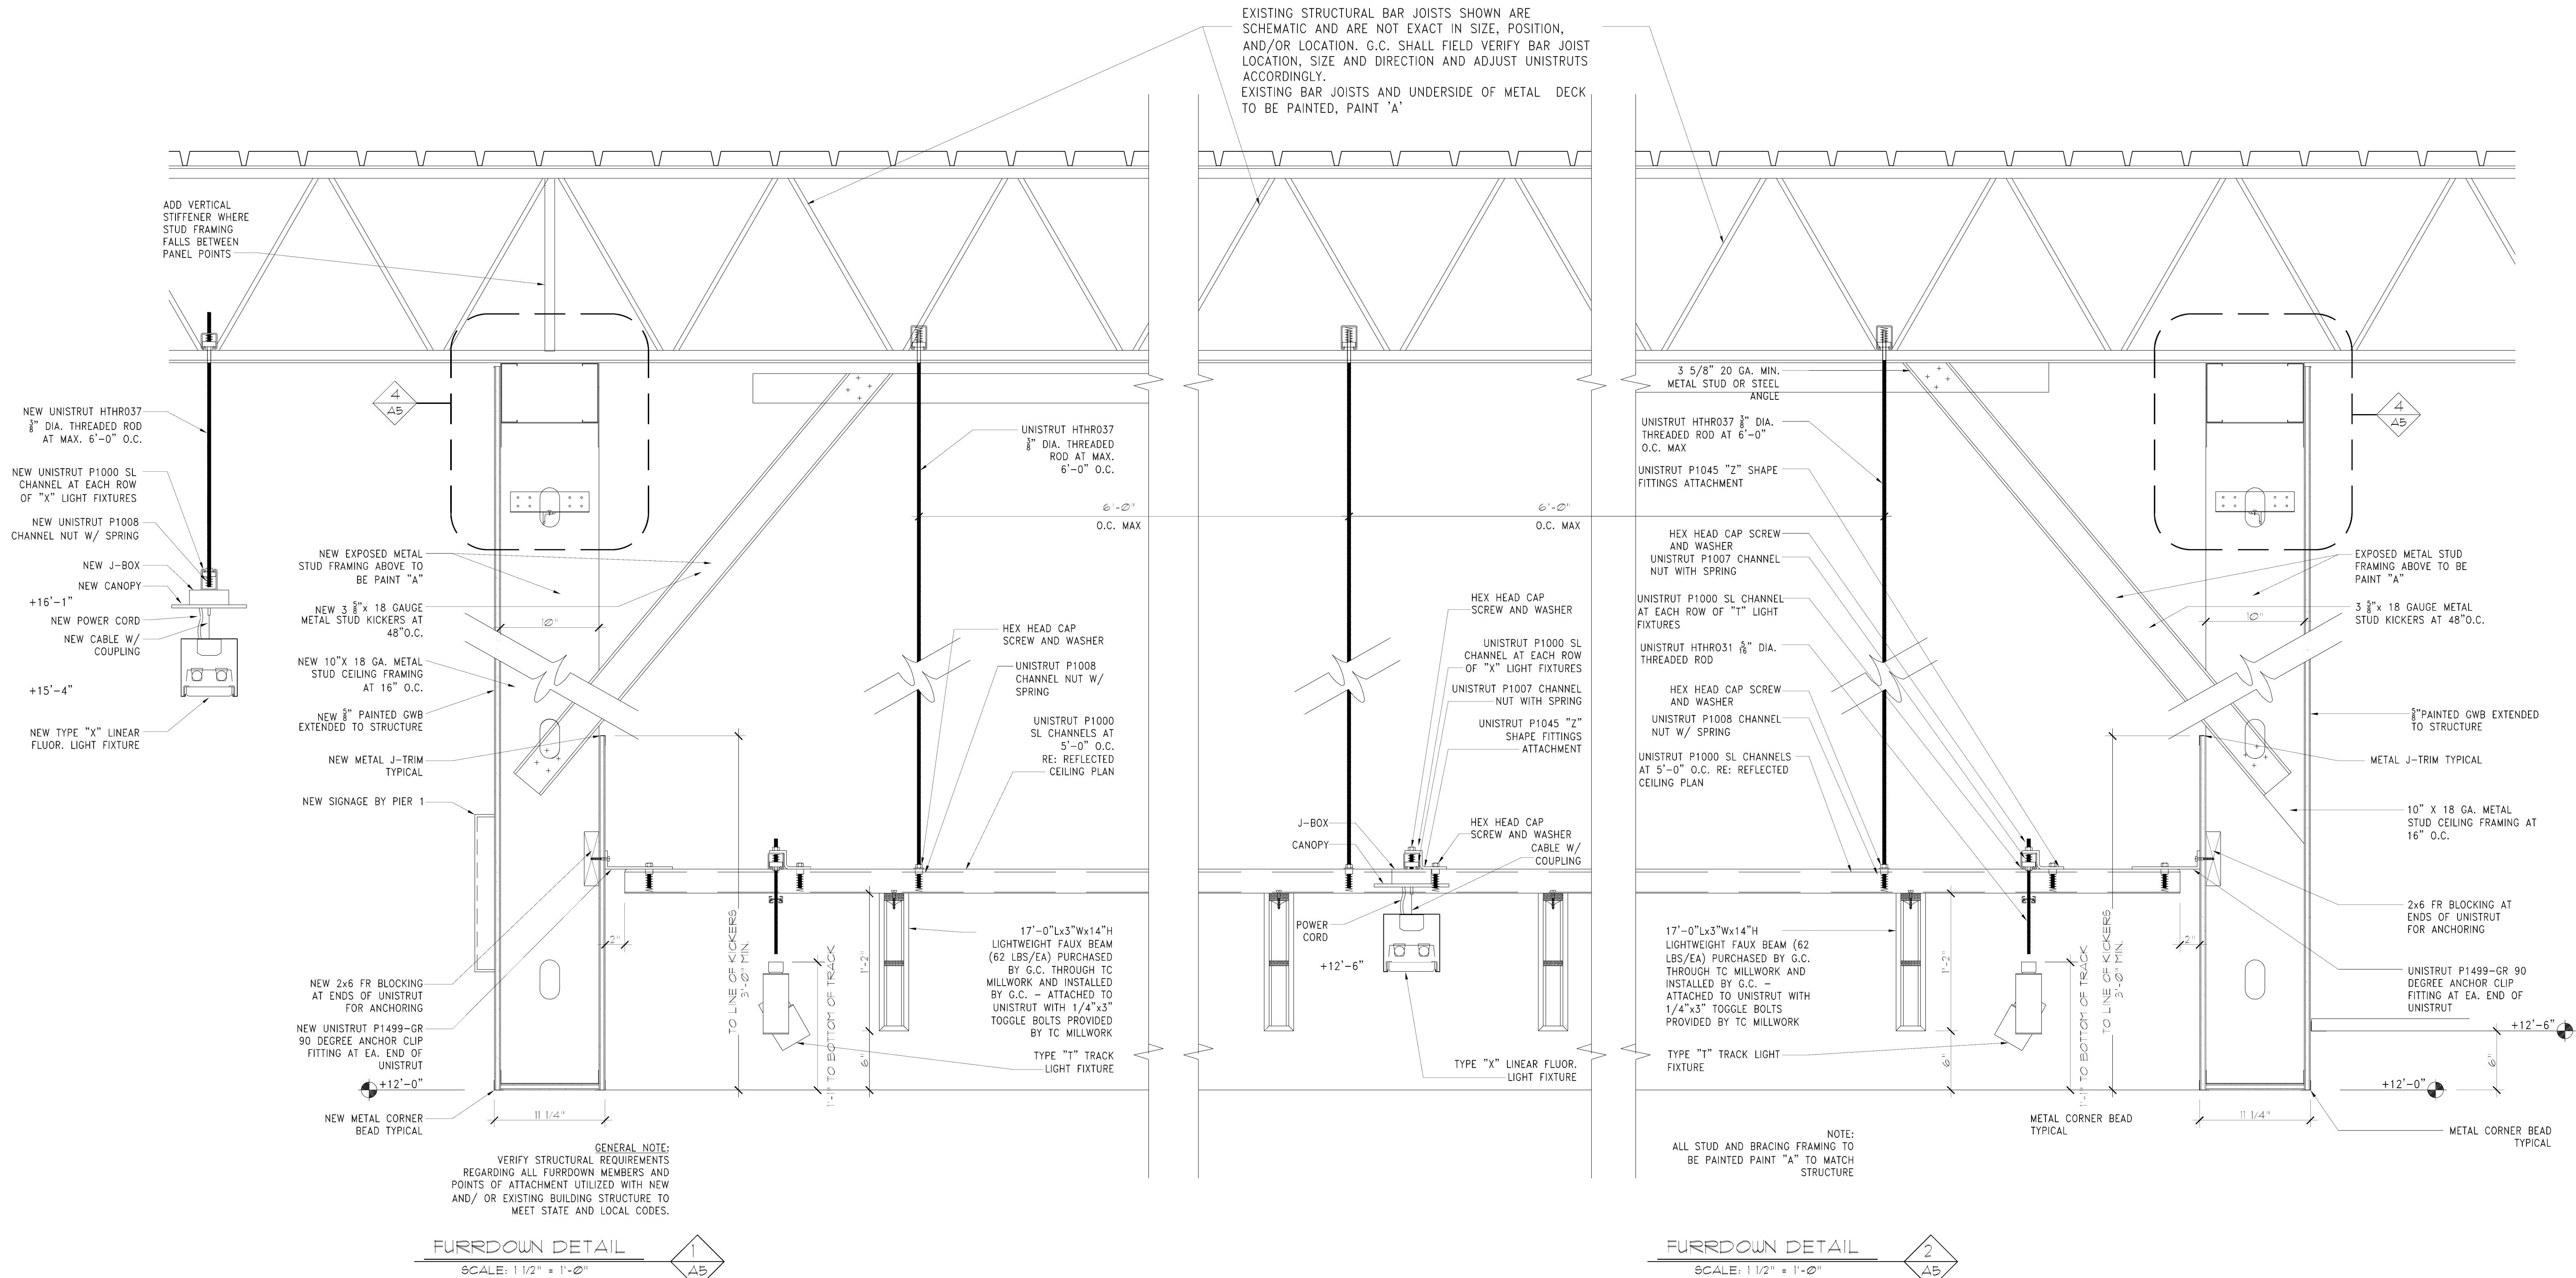 EXISTING STRUCTURAL BAR JOISTS SHOWN ARE
SCHEMATIC AND ARE NOT EXACT IN SIZE, POSITION,
AND/OR LOCATION. G.C. SHALL FIELD VERIFY BAR JOIST
LOCATION, SIZE AND DIRECTION AND ADJUST UNISTRUTS
ACCORDINGLY.
EXISTING BAR JOISTS AND UNDERSIDE OF METAL DECK
TO BE PAINTED, PAINT 'A'
ADD VERTICAL
STIFFENER WHERE
STUD FRAMING
FALLS BETWEEN
PANEL POINTS
4
A5
NEW UNISTRUT HTHR037
3/8" DIA. THREADED ROD
AT MAX. 6'-0" O.C.
NEW UNISTRUT P1000 SL
CHANNEL AT EACH ROW
OF "X" LIGHT FIXTURES
NEW UNISTRUT P1008
CHANNEL NUT W/ SPRING
NEW J-BOX
NEW CANOPY
+16'-1"
NEW POWER CORD
NEW CABLE W/
COUPLING
+15'-4"
NEW TYPE "X" LINEAR
FLUOR. LIGHT FIXTURE
NEW EXPOSED METAL
STUD FRAMING ABOVE TO
BE PAINT "A"
NEW 3 5/8"x 18 GAUGE
METAL STUD KICKERS AT
48"O.C.
NEW 10"X 18 GA. METAL
STUD CEILING FRAMING
AT 16" O.C.
NEW 5/8" PAINTED GWB
EXTENDED TO STRUCTURE
NEW METAL J-TRIM
TYPICAL
NEW SIGNAGE BY PIER 1
NEW 2x6 FR BLOCKING
AT ENDS OF UNISTRUT
FOR ANCHORING
NEW UNISTRUT P1499-GR
90 DEGREE ANCHOR CLIP
FITTING AT EA. END OF
UNISTRUT
+12'-0"
NEW METAL CORNER
BEAD TYPICAL
10"
11 1/4"
2"
TO LINE OF KICKERS
3'-0" MIN.
1'-1" TO BOTTOM OF TRACK
1'-2"
6"
UNISTRUT HTHR037
3/8" DIA. THREADED
ROD AT MAX.
6'-0" O.C.
6'-0"
O.C. MAX
HEX HEAD CAP
SCREW AND WASHER
UNISTRUT P1008
CHANNEL NUT W/
SPRING
UNISTRUT P1000
SL CHANNELS AT
5'-0" O.C.
RE: REFLECTED
CEILING PLAN
17'-0"Lx3"Wx14"H
LIGHTWEIGHT FAUX BEAM
(62 LBS/EA) PURCHASED
BY G.C. THROUGH TC
MILLWORK AND INSTALLED
BY G.C. - ATTACHED TO
UNISTRUT WITH 1/4"x3"
TOGGLE BOLTS PROVIDED
BY TC MILLWORK
TYPE "T" TRACK
LIGHT FIXTURE
GENERAL NOTE:
VERIFY STRUCTURAL REQUIREMENTS
REGARDING ALL FURRDOWN MEMBERS AND
POINTS OF ATTACHMENT UTILIZED WITH NEW
AND/ OR EXISTING BUILDING STRUCTURE TO
MEET STATE AND LOCAL CODES.
FURRDOWN DETAIL
SCALE: 1 1/2" = 1'-0"
1
A5
6'-0"
O.C. MAX
HEX HEAD CAP
SCREW AND WASHER
UNISTRUT P1000 SL
CHANNEL AT EACH ROW
OF "X" LIGHT FIXTURES
UNISTRUT P1007 CHANNEL
NUT WITH SPRING
UNISTRUT P1045 "Z"
SHAPE FITTINGS
ATTACHMENT
J-BOX
CANOPY
HEX HEAD CAP
SCREW AND WASHER
CABLE W/
COUPLING
POWER
CORD
+12'-6"
TYPE "X" LINEAR FLUOR.
LIGHT FIXTURE
3 5/8" 20 GA. MIN.
METAL STUD OR STEEL
ANGLE
UNISTRUT HTHR037 3/8" DIA.
THREADED ROD AT 6'-0"
O.C. MAX
UNISTRUT P1045 "Z" SHAPE
FITTINGS ATTACHMENT
HEX HEAD CAP SCREW
AND WASHER
UNISTRUT P1007 CHANNEL
NUT WITH SPRING
UNISTRUT P1000 SL CHANNEL
AT EACH ROW OF "T" LIGHT
FIXTURES
UNISTRUT HTHR031 5/16" DIA.
THREADED ROD
HEX HEAD CAP SCREW
AND WASHER
UNISTRUT P1008 CHANNEL
NUT W/ SPRING
UNISTRUT P1000 SL CHANNELS
AT 5'-0" O.C. RE: REFLECTED
CEILING PLAN
17'-0"Lx3"Wx14"H
LIGHTWEIGHT FAUX BEAM (62
LBS/EA) PURCHASED BY G.C.
THROUGH TC MILLWORK AND
INSTALLED BY G.C. -
ATTACHED TO UNISTRUT WITH
1/4"x3" TOGGLE BOLTS
PROVIDED BY TC MILLWORK
TYPE "T" TRACK LIGHT
FIXTURE
1'-2"
6"
1'-1" TO BOTTOM OF TRACK
TO LINE OF KICKERS
3'-0" MIN.
2"
10"
11 1/4"
4
A5
EXPOSED METAL STUD
FRAMING ABOVE TO BE
PAINT "A"
3 5/8"x 18 GAUGE METAL
STUD KICKERS AT 48"O.C.
5/8"PAINTED GWB EXTENDED
TO STRUCTURE
METAL J-TRIM TYPICAL
10" X 18 GA. METAL
STUD CEILING FRAMING AT
16" O.C.
2x6 FR BLOCKING AT
ENDS OF UNISTRUT
FOR ANCHORING
UNISTRUT P1499-GR 90
DEGREE ANCHOR CLIP
FITTING AT EA. END OF
UNISTRUT
+12'-6"
6"
+12'-0"
METAL CORNER BEAD
TYPICAL
METAL CORNER BEAD
TYPICAL
NOTE:
ALL STUD AND BRACING FRAMING TO
BE PAINTED PAINT "A" TO MATCH
STRUCTURE
FURRDOWN DETAIL
SCALE: 1 1/2" = 1'-0"
2
A5